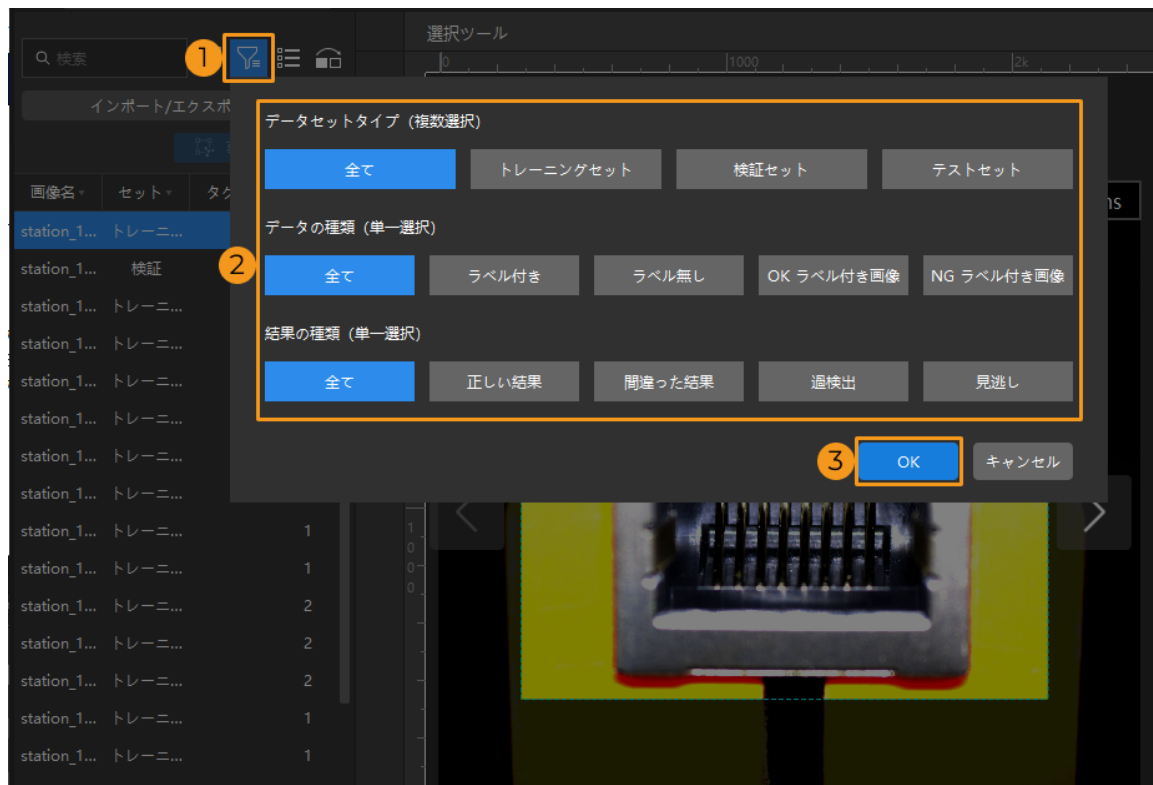 選択ツール
検索
1
0
1000
2k
インポート/エクスポ
データセットタイプ (複数選択)
全て
トレーニングセット
検証セット
テストセット
画像名
セット
タグ
ns
データの種類 (単一選択)
2
全て
ラベル付き
ラベル無し
OK ラベル付き画像
NG ラベル付き画像
結果の種類 (単一選択)
全て
正しい結果
間違った結果
過検出
見逃し
3
OK
キャンセル
station_1... トレーニ...
station_1... 検証
station_1... トレーニ...
station_1... トレーニ...
station_1... トレーニ...
station_1... トレーニ...
station_1... トレーニ...
station_1... トレーニ...
station_1... トレーニ... 1
station_1... トレーニ... 1
station_1... トレーニ... 2
station_1... トレーニ... 2
station_1... トレーニ... 2
station_1... トレーニ... 1
station_1... トレーニ... 1
1000